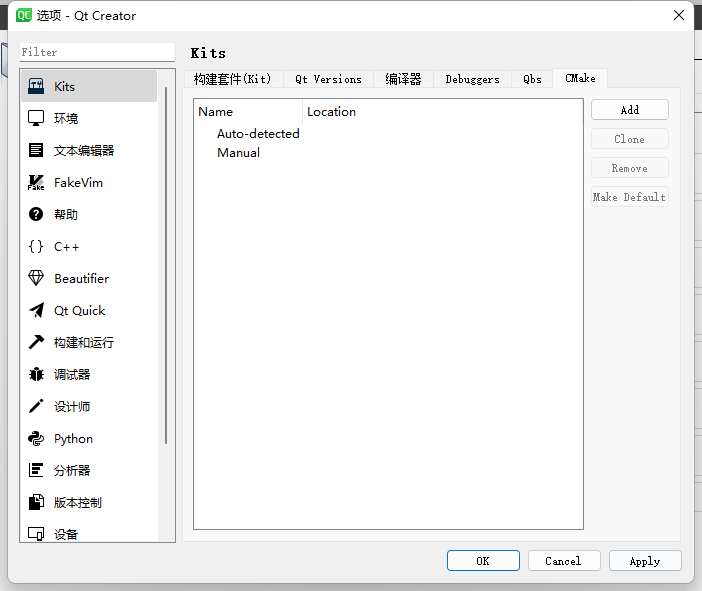 选项 - Qt Creator
Filter
Kits
环境
文本编辑器
FakeVim
帮助
{} C++
Beautifier
Qt Quick
构建和运行
调试器
设计师
Python
分析器
版本控制
设备
Kits
构建套件(Kit) Qt Versions 编译器 Debuggers Qbs CMake
Name Location
Auto-detected
Manual
Add
Clone
Remove
Make Default
OK Cancel Apply